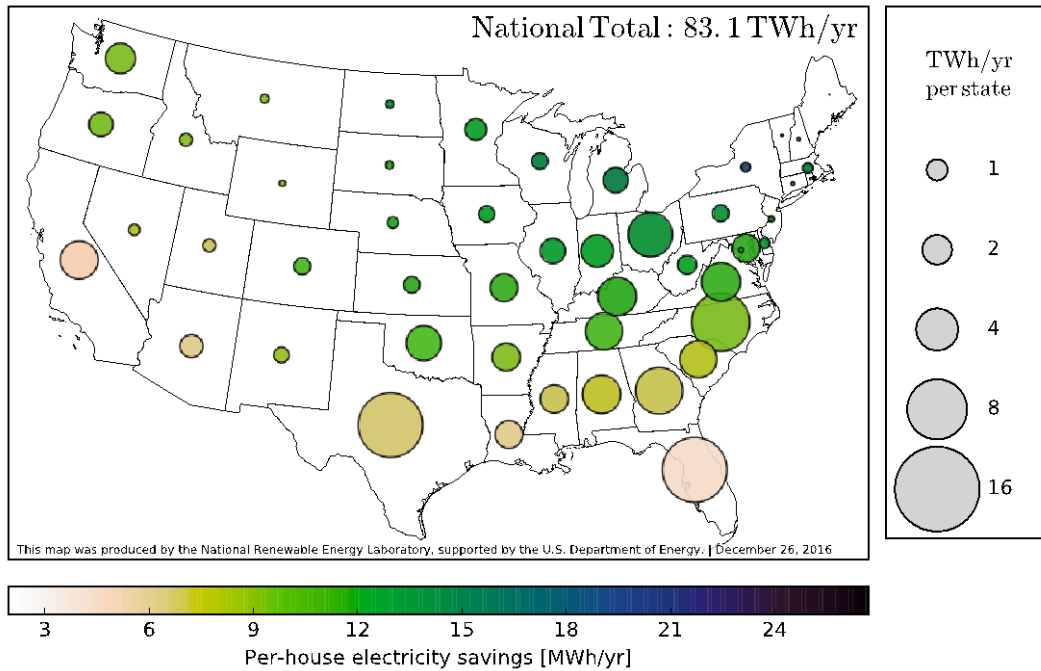 National Total : 83.1 TWh/yr
TWh/yr
per state
1
2
4
8
16
This map was produced by the National Renewable Energy Laboratory, supported by the U.S. Department of Energy. | December 26, 2016
3 6 9 12 15 18 21 24
Per-house electricity savings [MWh/yr]